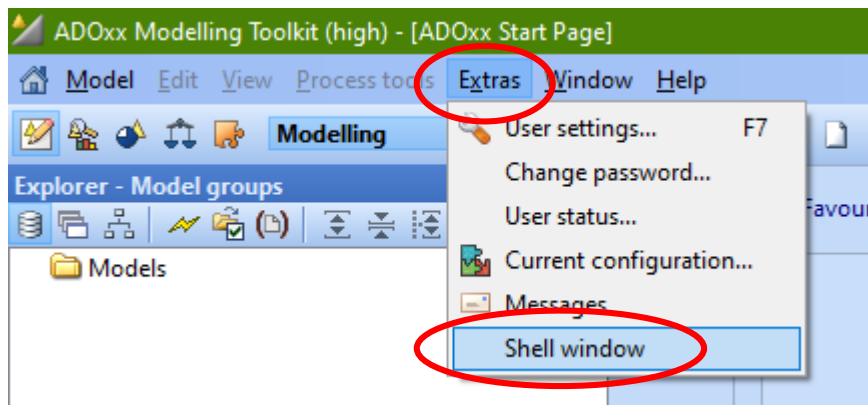 ADOxx Modelling Toolkit (high) - [ADOxx Start Page]
Model Edit View Process tools Extras Window Help
Modelling
User settings... F7
Change password...
Explorer - Model groups
User status...
Favour
Current configuration...
Models
Messages
Shell window